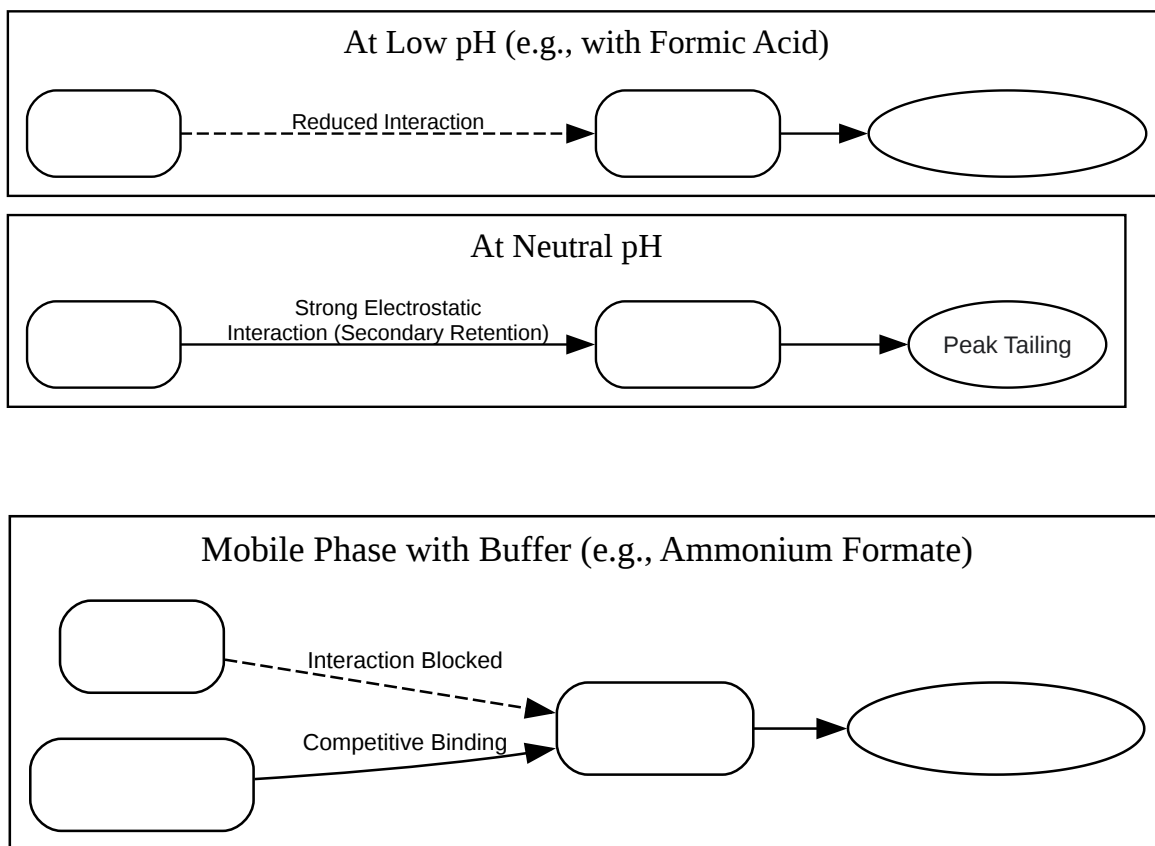 At Low pH (e.g., with Formic Acid)
Reduced Interaction
At Neutral pH
Strong Electrostatic
Interaction (Secondary Retention)
Peak Tailing
Mobile Phase with Buffer (e.g., Ammonium Formate)
Interaction Blocked
Competitive Binding